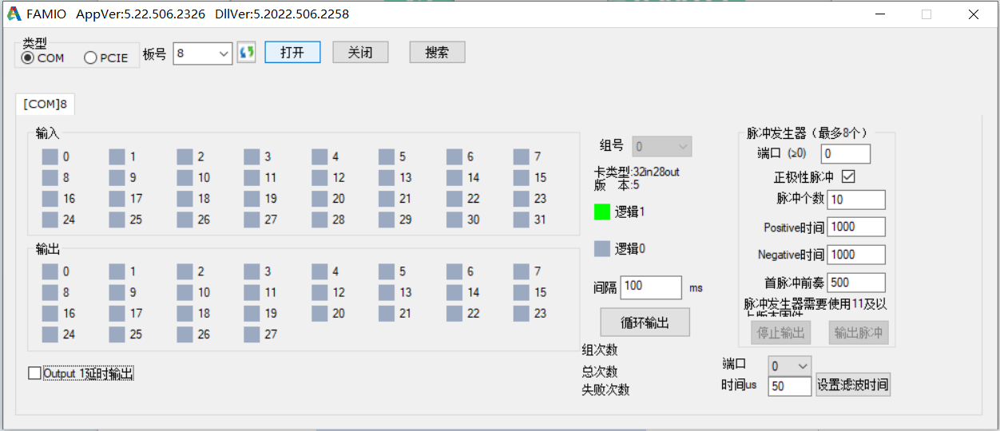 FAMIO AppVer:5.22.506.2326 DllVer:5.2022.506.2258
类型
COM PCIE 板号 8 打开 关闭 搜索
[COM]8
输入
0 1 2 3 4 5 6 7
8 9 10 11 12 13 14 15
16 17 18 19 20 21 22 23
24 25 26 27 28 29 30 31
输出
0 1 2 3 4 5 6 7
8 9 10 11 12 13 14 15
16 17 18 19 20 21 22 23
24 25 26 27
Output 1延时输出
组号 0
卡类型:32in28out
版 本:5
逻辑1
逻辑0
间隔 100 ms
循环输出
组次数
总次数
失败次数
脉冲发生器（最多8个）
端口 (≥0) 0
正极性脉冲
脉冲个数 10
Positive时间 1000
Negative时间 1000
首脉冲前奏 500
脉冲发生器需要使用11及以
上版本固件
停止输出 输出脉冲
端口 0
时间us 50 设置滤波时间